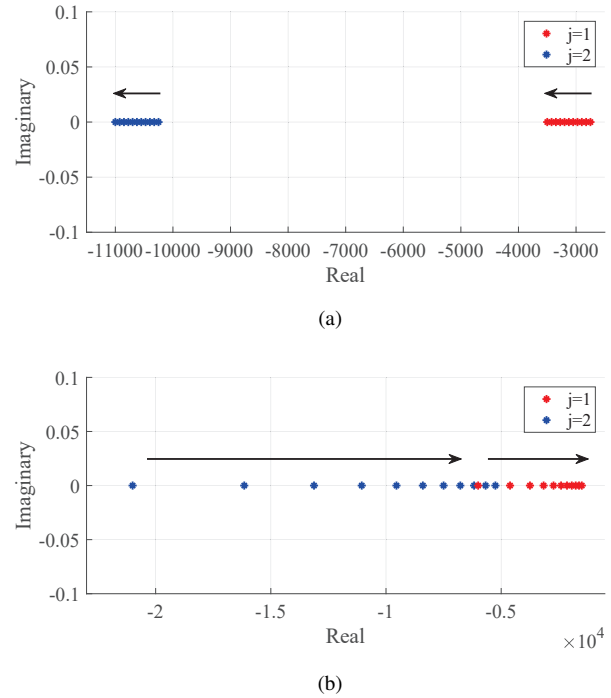 0.1
j=1
j=2
0.05
0
-0.05
-0.1
Imaginary
-11000 -10000 -9000 -8000 -7000 -6000 -5000 -4000 -3000
Real
(a)
0.1
j=1
j=2
0.05
0
-0.05
-0.1
Imaginary
-2 -1.5 -1 -0.5
Real
×10⁴
(b)